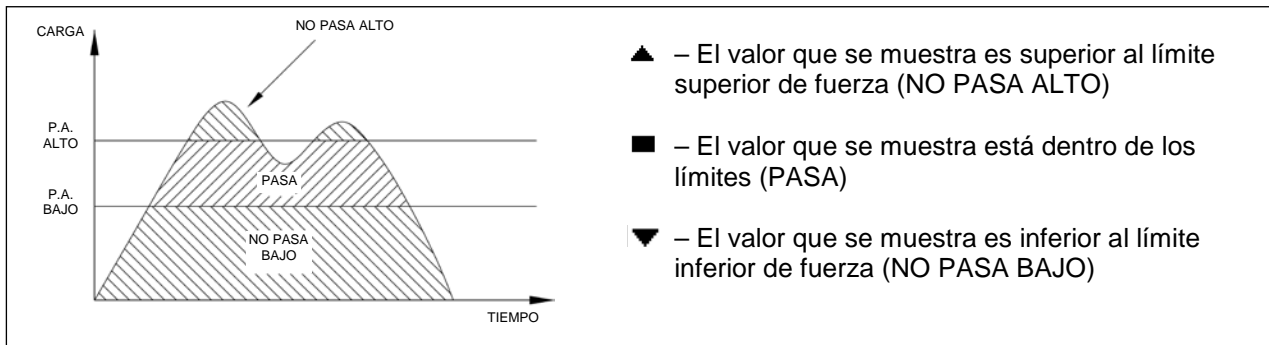 NO PASA ALTO
CARGA
P.A.
ALTO
PASA
P.A.
BAJO
NO PASA
BAJO
TIEMPO
– El valor que se muestra es superior al límite
superior de fuerza (NO PASA ALTO)
– El valor que se muestra está dentro de los
límites (PASA)
– El valor que se muestra es inferior al límite
inferior de fuerza (NO PASA BAJO)